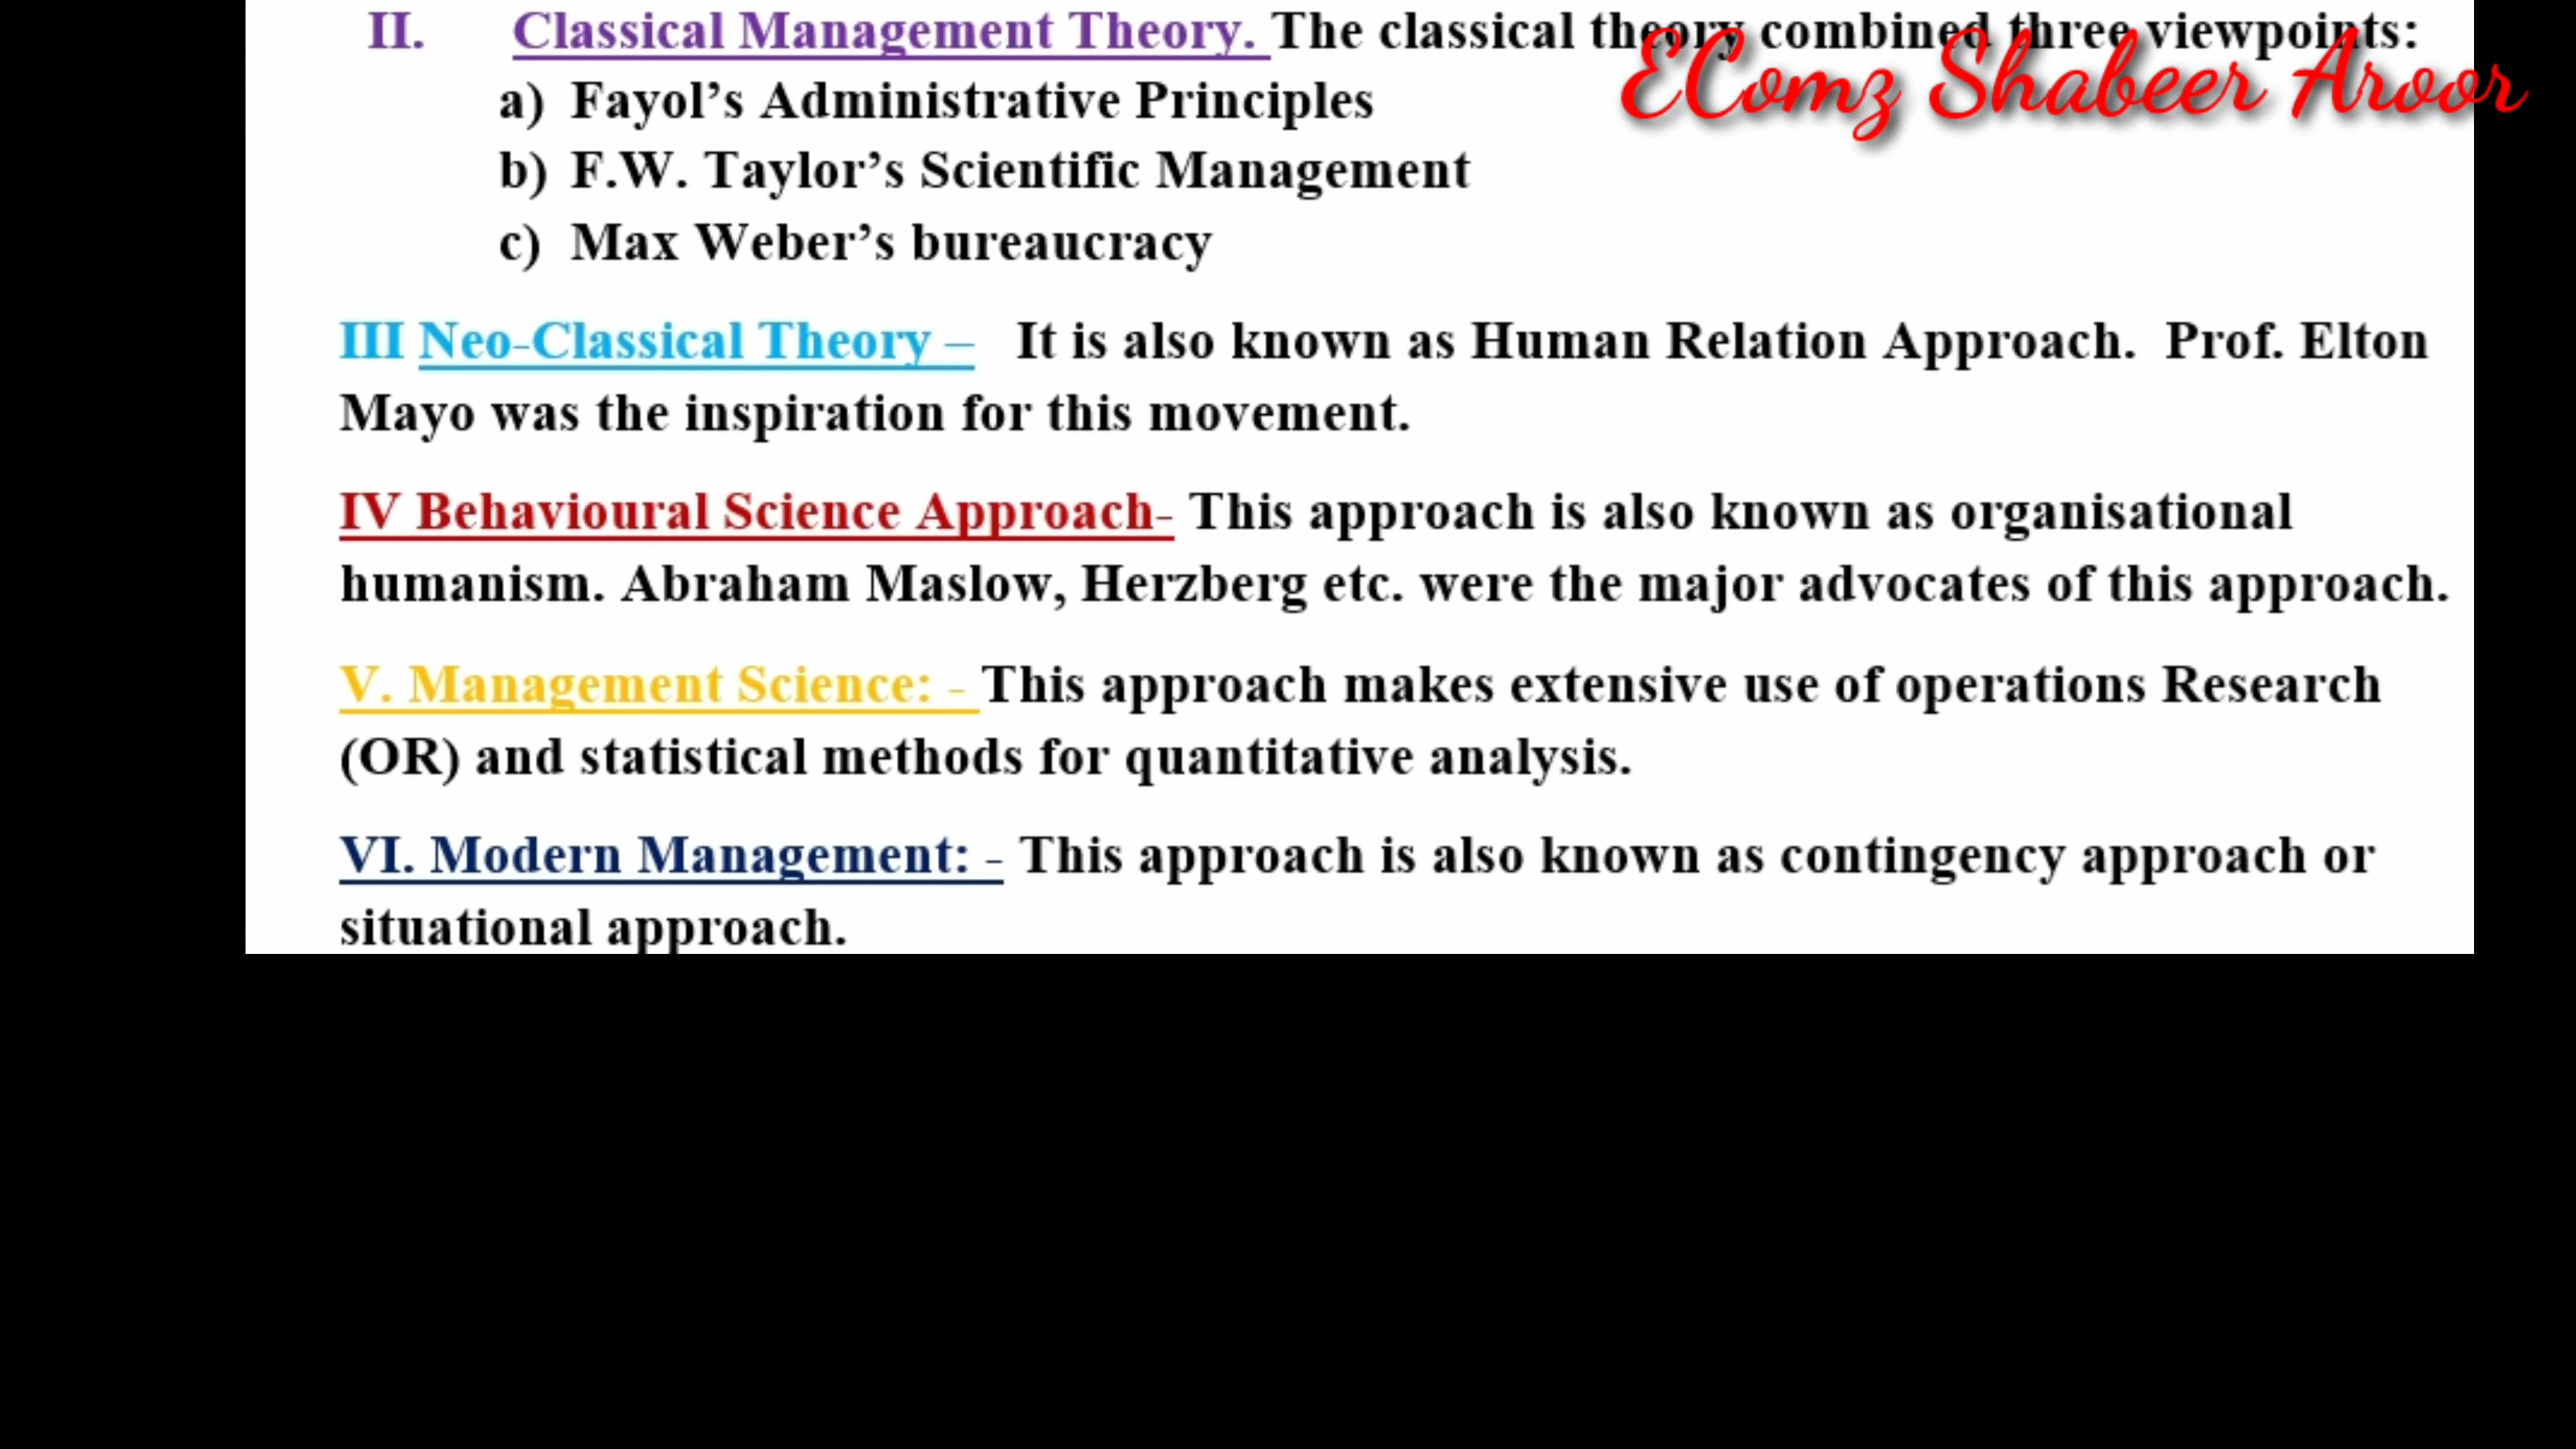 II. Classical Management Theory. The classical theory combined three viewpoints:
EComz Shabeer Aroor
a) Fayol’s Administrative Principles
b) F.W. Taylor’s Scientific Management
c) Max Weber’s bureaucracy
III Neo-Classical Theory – It is also known as Human Relation Approach. Prof. Elton
Mayo was the inspiration for this movement.
IV Behavioural Science Approach- This approach is also known as organisational
humanism. Abraham Maslow, Herzberg etc. were the major advocates of this approach.
V. Management Science: - This approach makes extensive use of operations Research
(OR) and statistical methods for quantitative analysis.
VI. Modern Management: - This approach is also known as contingency approach or
situational approach.